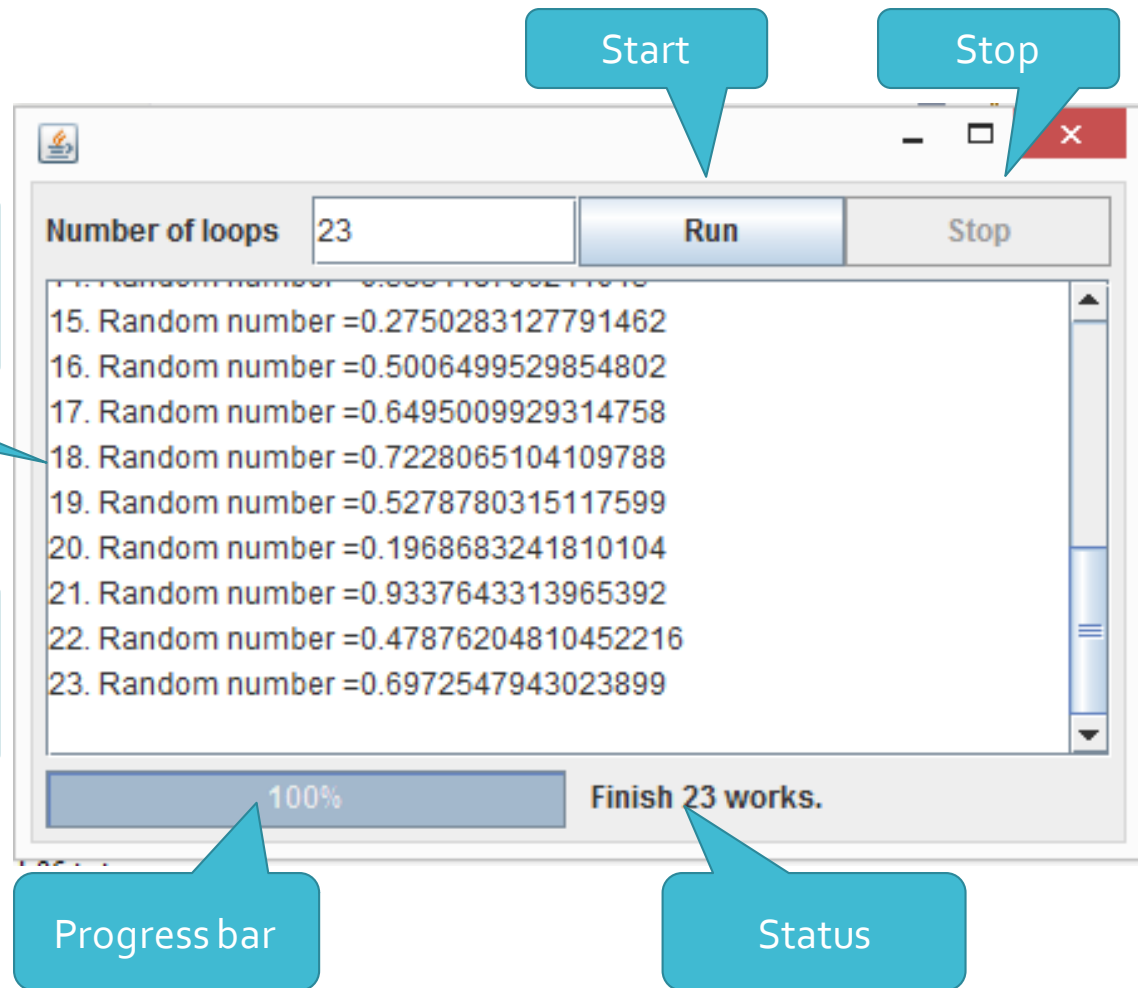 Start
Stop
Number of loops 23 Run Stop
15. Random number =0.2750283127791462
16. Random number =0.5006499529854802
17. Random number =0.6495009929314758
18. Random number =0.7228065104109788
19. Random number =0.5278780315117599
20. Random number =0.1968683241810104
21. Random number =0.9337643313965392
22. Random number =0.47876204810452216
23. Random number =0.6972547943023899
100% Finish 23 works.
Progress bar
Status